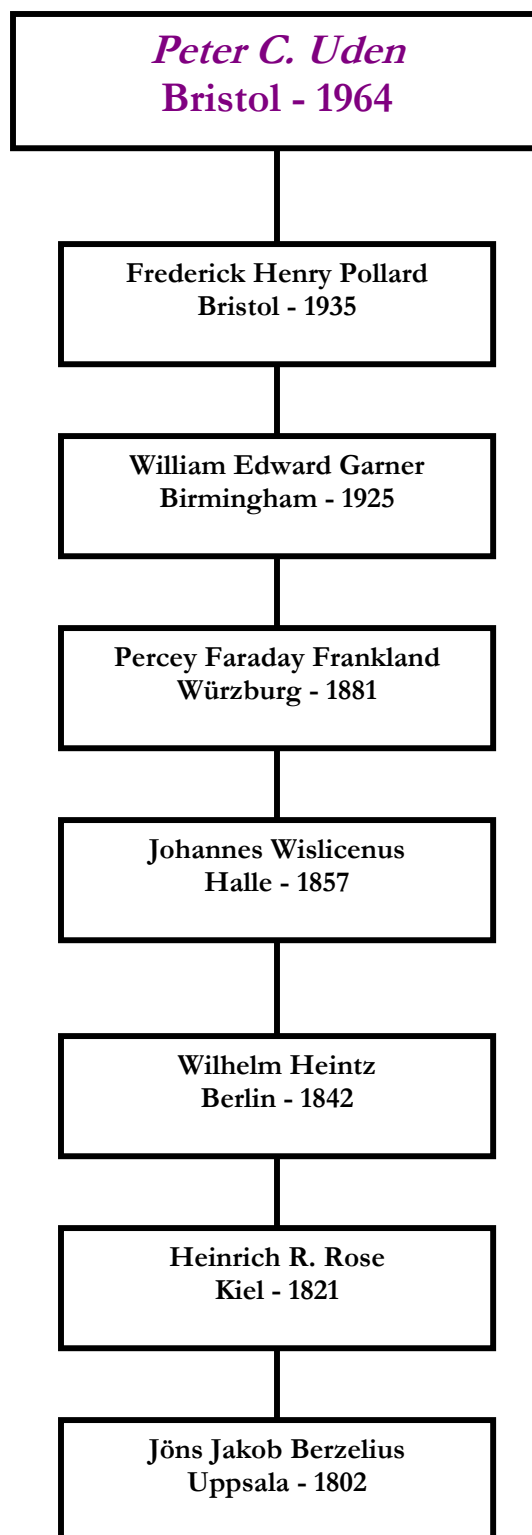 Peter C. Uden
Bristol - 1964
Frederick Henry Pollard
Bristol - 1935
William Edward Garner
Birmingham - 1925
Percey Faraday Frankland
Würzburg - 1881
Johannes Wislicenus
Halle - 1857
Wilhelm Heintz
Berlin - 1842
Heinrich R. Rose
Kiel - 1821
Jöns Jakob Berzelius
Uppsala - 1802